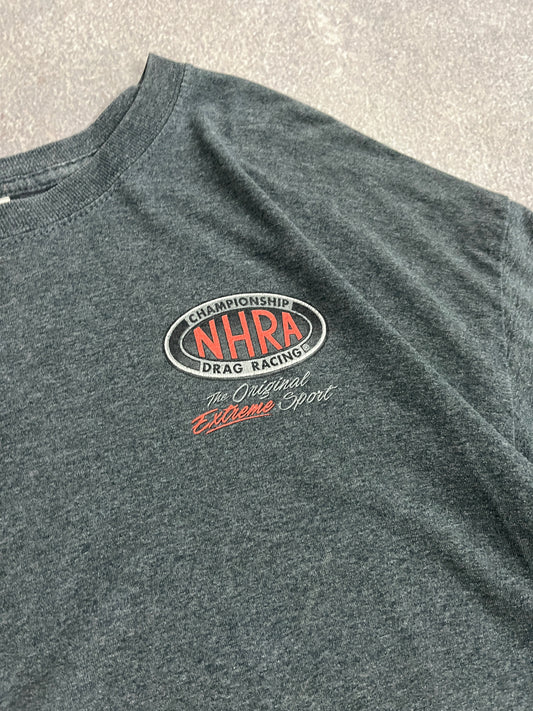 CHAMPIONSHIP
NHRA
DRAG RACING®
The Original
Extreme Sport